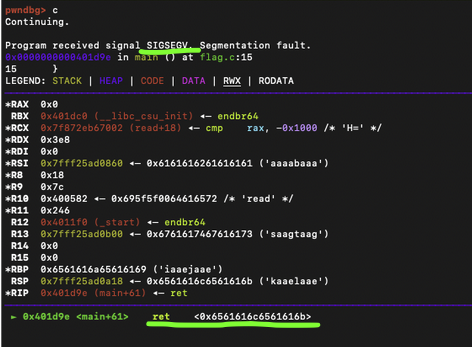 pwndbg> c
Continuing.
Program received signal SIGSEGV, Segmentation fault.
0x0000000000401d9e in main () at flag.c:15
15 }
LEGEND: STACK | HEAP | CODE | DATA | RWX | RODATA
*RAX 0x0
RBX 0x401dc0 (__libc_csu_init) ◂— endbr64
*RCX 0x7f872eb67002 (read+18) ◂— cmp rax, -0x1000 /* 'H=' */
*RDX 0x3e8
*RDI 0x0
*RSI 0x7fff25ad0860 ◂— 0x6161616261616161 ('aaaabaaa')
*R8 0x18
*R9 0x7c
*R10 0x400582 ◂— 0x695f5f0064616572 /* 'read' */
*R11 0x246
R12 0x4011f0 (_start) ◂— endbr64
R13 0x7fff25ad0b00 ◂— 0x6761617467616173 ('saagtaag')
R14 0x0
R15 0x0
*RBP 0x6561616a65616169 ('iaaejaae')
RSP 0x7fff25ad0a18 ◂— 0x6561616c6561616b ('kaaelaae')
*RIP 0x401d9e (main+61) ◂— ret
► 0x401d9e <main+61> ret <0x6561616c6561616b>